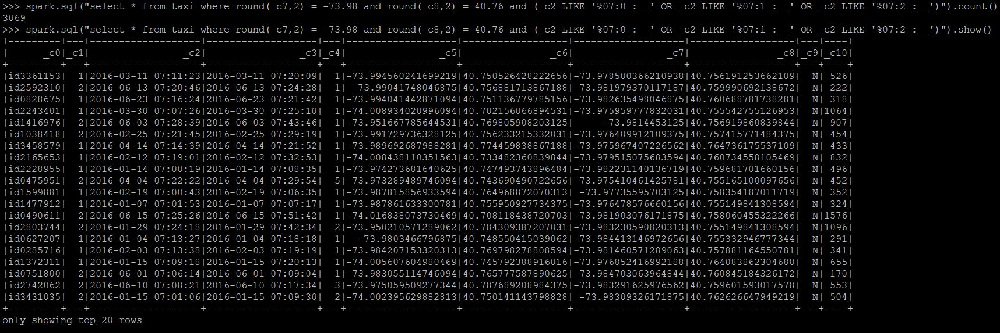 >>> spark.sql("select * from taxi where round(_c7,2) = -73.98 and round(_c8,2) = 40.76 and (_c2 LIKE '%07:0_:__' OR _c2 LIKE '%07:1_:__' OR _c2 LIKE '%07:2_:__')").count()
3069
>>> spark.sql("select * from taxi where round(_c7,2) = -73.98 and round(_c8,2) = 40.76 and (_c2 LIKE '%07:0_:__' OR _c2 LIKE '%07:1_:__' OR _c2 LIKE '%07:2_:__')").show()
+---------+---+-------------------+-------------------+---+-------------------+------------------+-------------------+------------------+---+----+
|      _c0|_c1|                _c2|                _c3|_c4|                _c5|               _c6|                _c7|               _c8|_c9|_c10|
+---------+---+-------------------+-------------------+---+-------------------+------------------+-------------------+------------------+---+----+
|id3361153|  1|2016-03-11 07:11:23|2016-03-11 07:20:09|  1|-73.994560241699219|40.750526428222656|-73.978500366210938|40.756191253662109|  N| 526|
|id2592310|  2|2016-06-13 07:20:46|2016-06-13 07:24:28|  1| -73.99041748046875|40.756881713867188|-73.981979370117187|40.759990692138672|  N| 222|
|id0828675|  1|2016-06-23 07:16:24|2016-06-23 07:21:42|  1|-73.994041442871094|40.751136779785156|-73.982635498046875|40.760688781738281|  N| 318|
|id2243401|  1|2016-03-30 07:07:26|2016-03-30 07:25:10|  1|-74.008934020996094|40.702156066894531|-73.975959777832031|40.755542755126953|  N|1064|
|id1416976|  2|2016-06-03 07:28:39|2016-06-03 07:43:46|  1|-73.951667785644531|40.769805908203125|     -73.9814453125|40.756919860839844|  N| 907|
|id1038418|  2|2016-02-25 07:21:45|2016-02-25 07:29:19|  1|-73.991729736328125|40.756233215332031|-73.976409912109375|40.757415771484375|  N| 454|
|id3458579|  1|2016-04-14 07:14:39|2016-04-14 07:21:52|  1|-73.989692687988281|40.774459838867188|-73.975967407226562|40.764736175537109|  N| 433|
|id2165653|  1|2016-02-12 07:19:01|2016-02-12 07:32:53|  1|-74.008438110351563|40.733482360839844|-73.979515075683594|40.760734558105469|  N| 832|
|id2228955|  1|2016-01-14 07:00:19|2016-01-14 07:08:35|  1|-73.974273681640625|40.747493743896484|-73.982231140136719|40.759681701660156|  N| 496|
|id0475951|  2|2016-04-04 07:22:22|2016-04-04 07:29:54|  5|-73.973289489746094|40.743690490722656|-73.975410461425781|40.755165100097656|  N| 452|
|id1599881|  1|2016-02-19 07:00:43|2016-02-19 07:06:35|  1|-73.987815856933594|40.764968872070313| -73.97735595703125|40.758354187011719|  N| 352|
|id1477912|  1|2016-01-07 07:01:53|2016-01-07 07:07:17|  1|-73.987861633300781|40.755950927734375|-73.976478576660156|40.755149841308594|  N| 324|
|id0490611|  2|2016-06-15 07:25:26|2016-06-15 07:51:42|  1|-74.016838073730469|40.708118438720703|-73.981903076171875|40.758060455322266|  N|1576|
|id2803744|  2|2016-01-29 07:24:18|2016-01-29 07:42:34|  2|-73.950210571289062|40.784309387207031|-73.983230590820313|40.755149841308594|  N|1096|
|id0627207|  1|2016-01-04 07:13:27|2016-01-04 07:18:18|  1|  -73.9803466796875|40.748550415039062|-73.984413146972656|40.755332946777344|  N| 291|
|id0285716|  1|2016-02-03 07:13:38|2016-02-03 07:19:19|  1|-73.984207153320313|40.769798278808594|-73.981460571289063|40.757881164550781|  N| 341|
|id1372311|  1|2016-01-15 07:09:18|2016-01-15 07:20:13|  1|-74.005607604980469|40.745792388916016|-73.976852416992188|40.764083862304688|  N| 655|
|id0751800|  2|2016-06-01 07:06:14|2016-06-01 07:09:04|  1|-73.983055114746094|40.765777587890625|-73.984703063964844|40.760845184326172|  N| 170|
|id2742062|  2|2016-06-10 07:08:21|2016-06-10 07:17:34|  3|-73.975059509277344|40.787689208984375|-73.983291625976562|40.759601593017578|  N| 553|
|id3431035|  2|2016-01-15 07:01:06|2016-01-15 07:09:30|  2|-74.002395629882813|40.750141143798828| -73.98309326171875|40.762626647949219|  N| 504|
+---------+---+-------------------+-------------------+---+-------------------+------------------+-------------------+------------------+---+----+
only showing top 20 rows